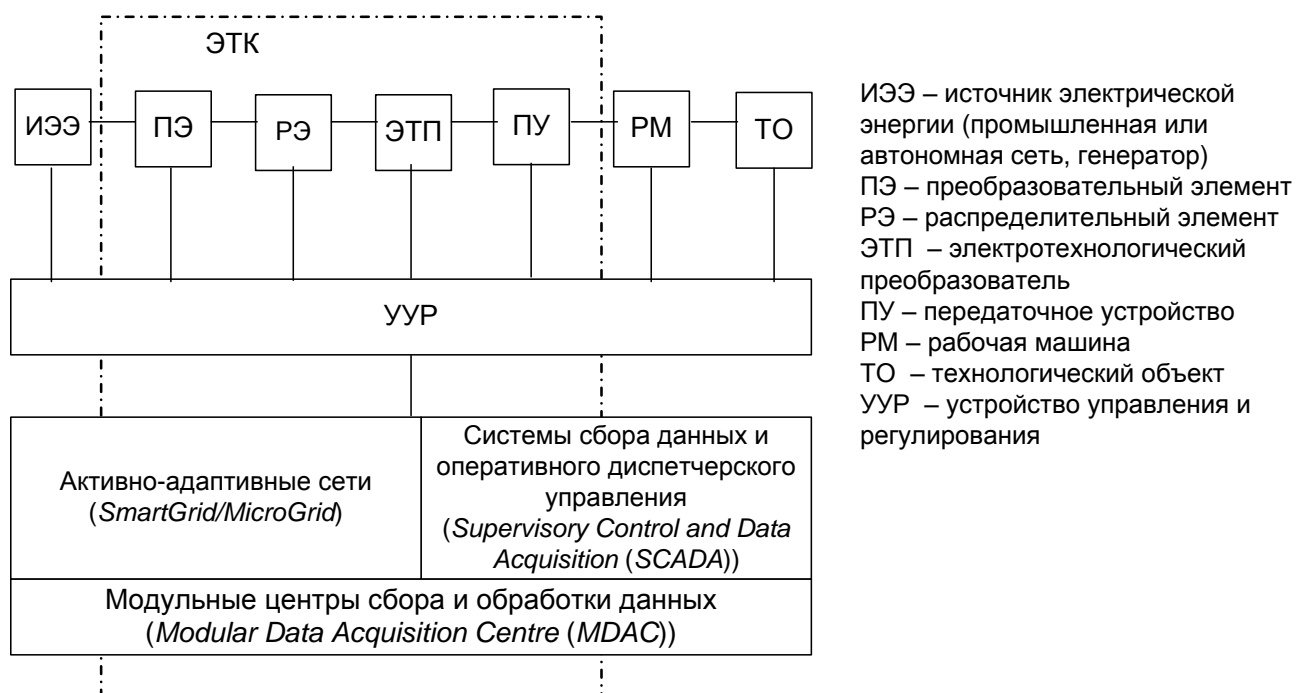 ЭТК
ИЭЭ
ПЭ
РЭ
ЭТП
ПУ
РМ
ТО
УУР
Активно-адаптивные сети
(SmartGrid/MicroGrid)
Системы сбора данных и
оперативного диспетчерского
управления
(Supervisory Control and Data
Acquisition (SCADA))
Модульные центры сбора и обработки данных
(Modular Data Acquisition Centre (MDAC))
ИЭЭ – источник электрической
энергии (промышленная или
автономная сеть, генератор)
ПЭ – преобразовательный элемент
РЭ – распределительный элемент
ЭТП – электротехнологический
преобразователь
ПУ – передаточное устройство
РМ – рабочая машина
ТО – технологический объект
УУР – устройство управления и
регулирования